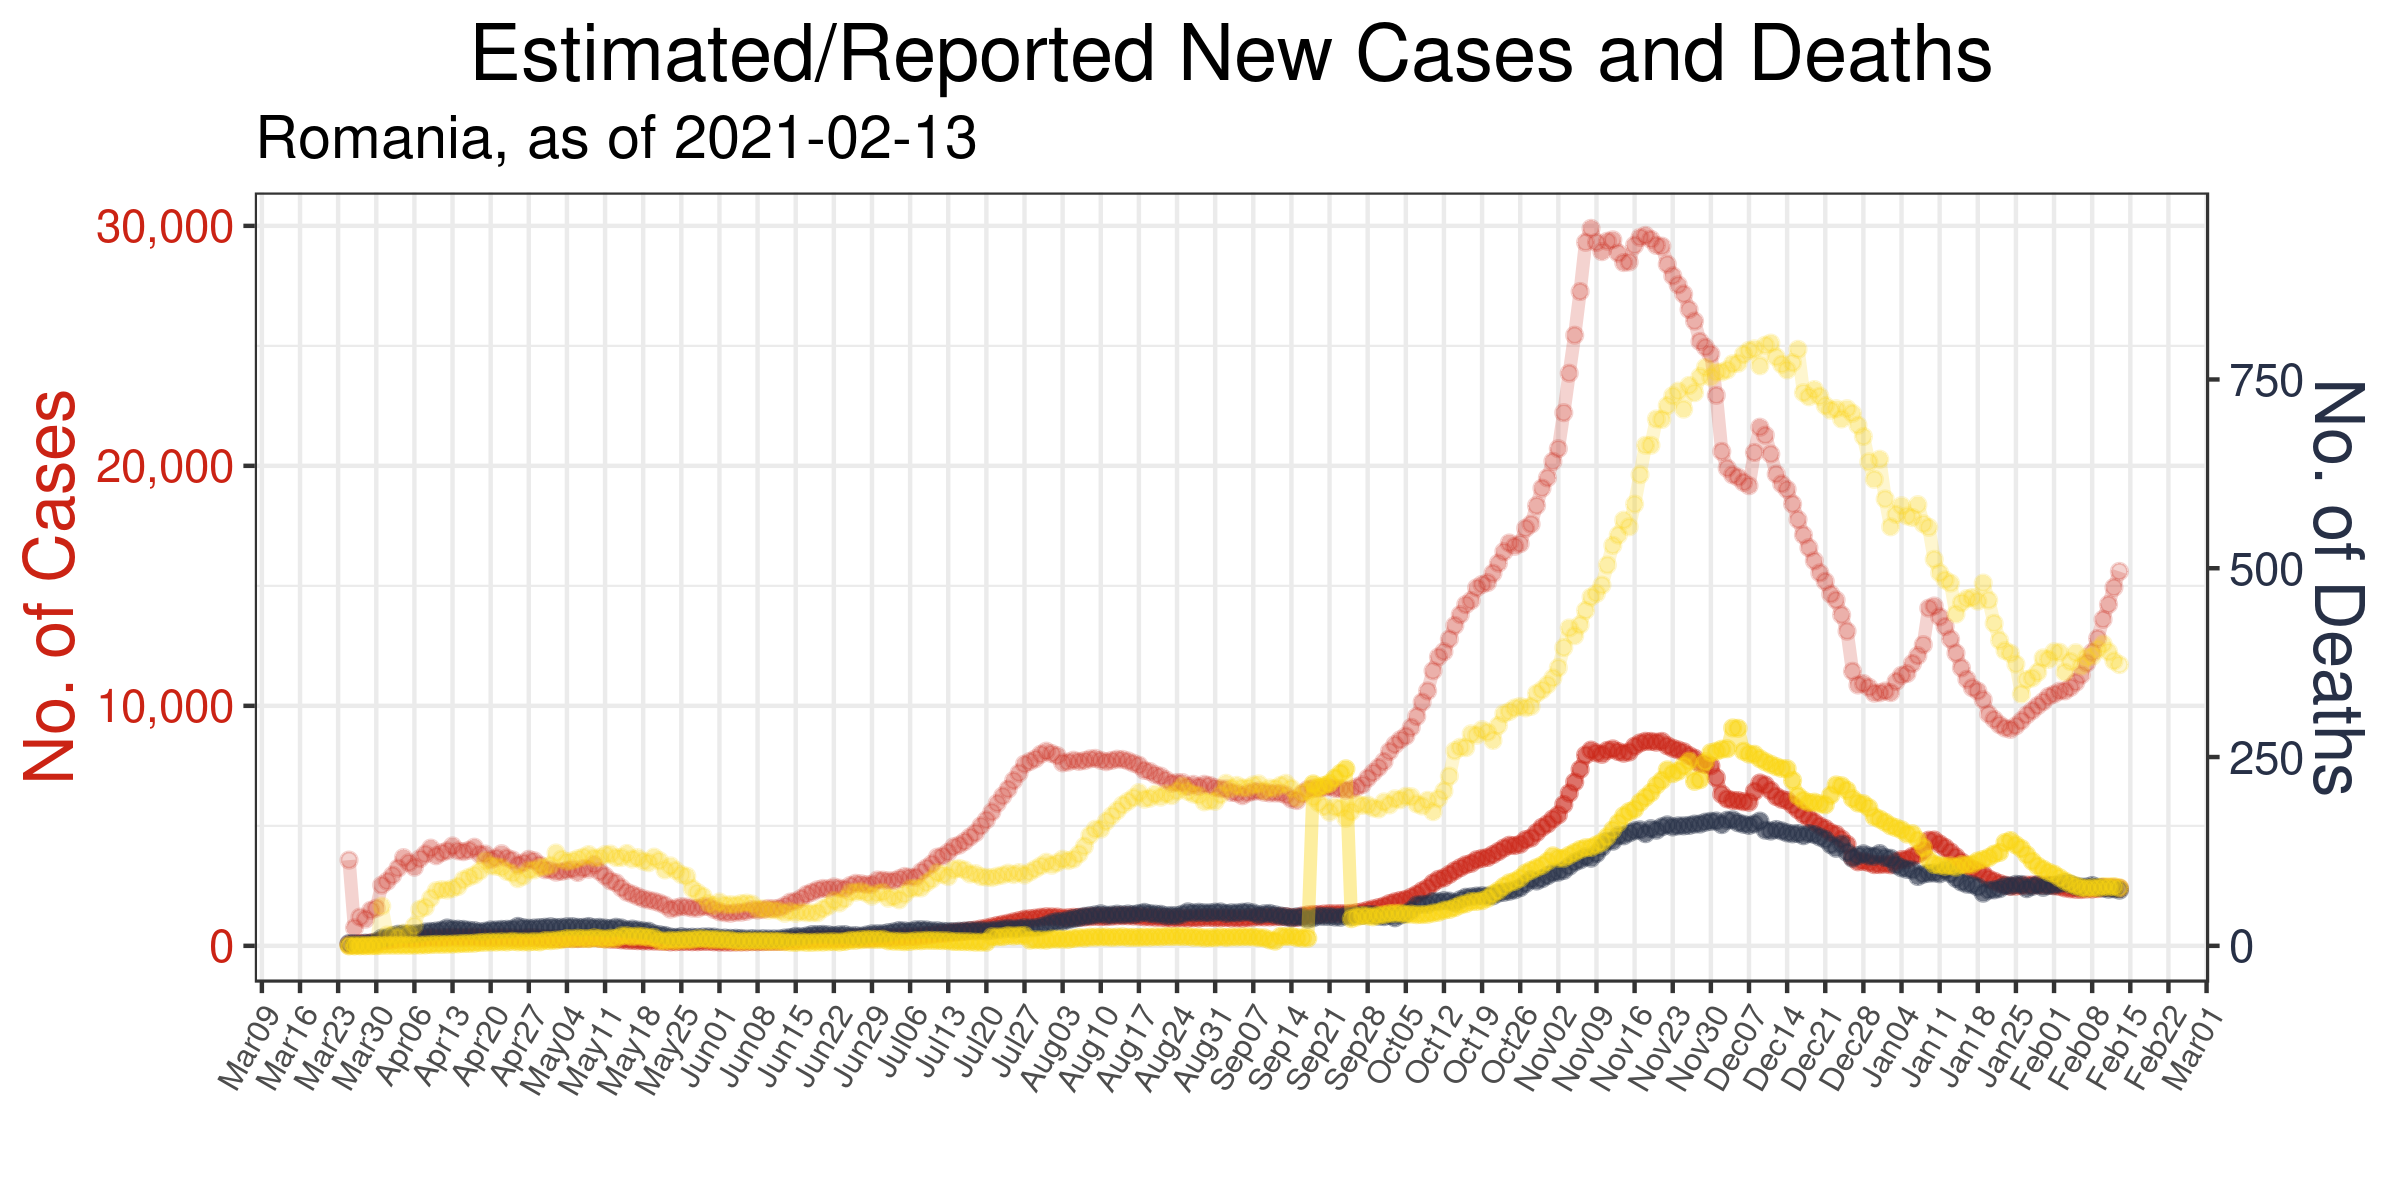 Estimated/Reported New Cases and Deaths
Romania, as of 2021-02-13
No. of Cases
30,000
20,000
10,000
0
No. of Deaths
750
500
250
0
Mar09
Mar16
Mar23
Mar30
Apr06
Apr13
Apr20
Apr27
May04
May11
May18
May25
Jun01
Jun08
Jun15
Jun22
Jun29
Jul06
Jul13
Jul20
Jul27
Aug03
Aug10
Aug17
Aug24
Aug31
Sep07
Sep14
Sep21
Sep28
Oct05
Oct12
Oct19
Oct26
Nov02
Nov09
Nov16
Nov23
Nov30
Dec07
Dec14
Dec21
Dec28
Jan04
Jan11
Jan18
Jan25
Feb01
Feb08
Feb15
Feb22
Mar01